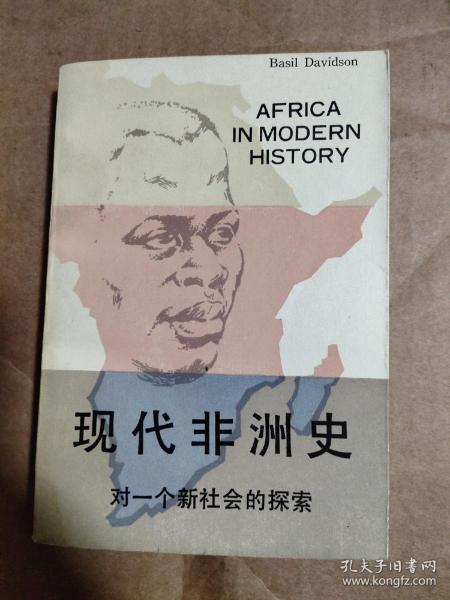 Basil Davidson
AFRICA
IN MODERN
HISTORY
现代非洲史
对一个新社会的探索
孔夫子旧书网
www.kongfz.com